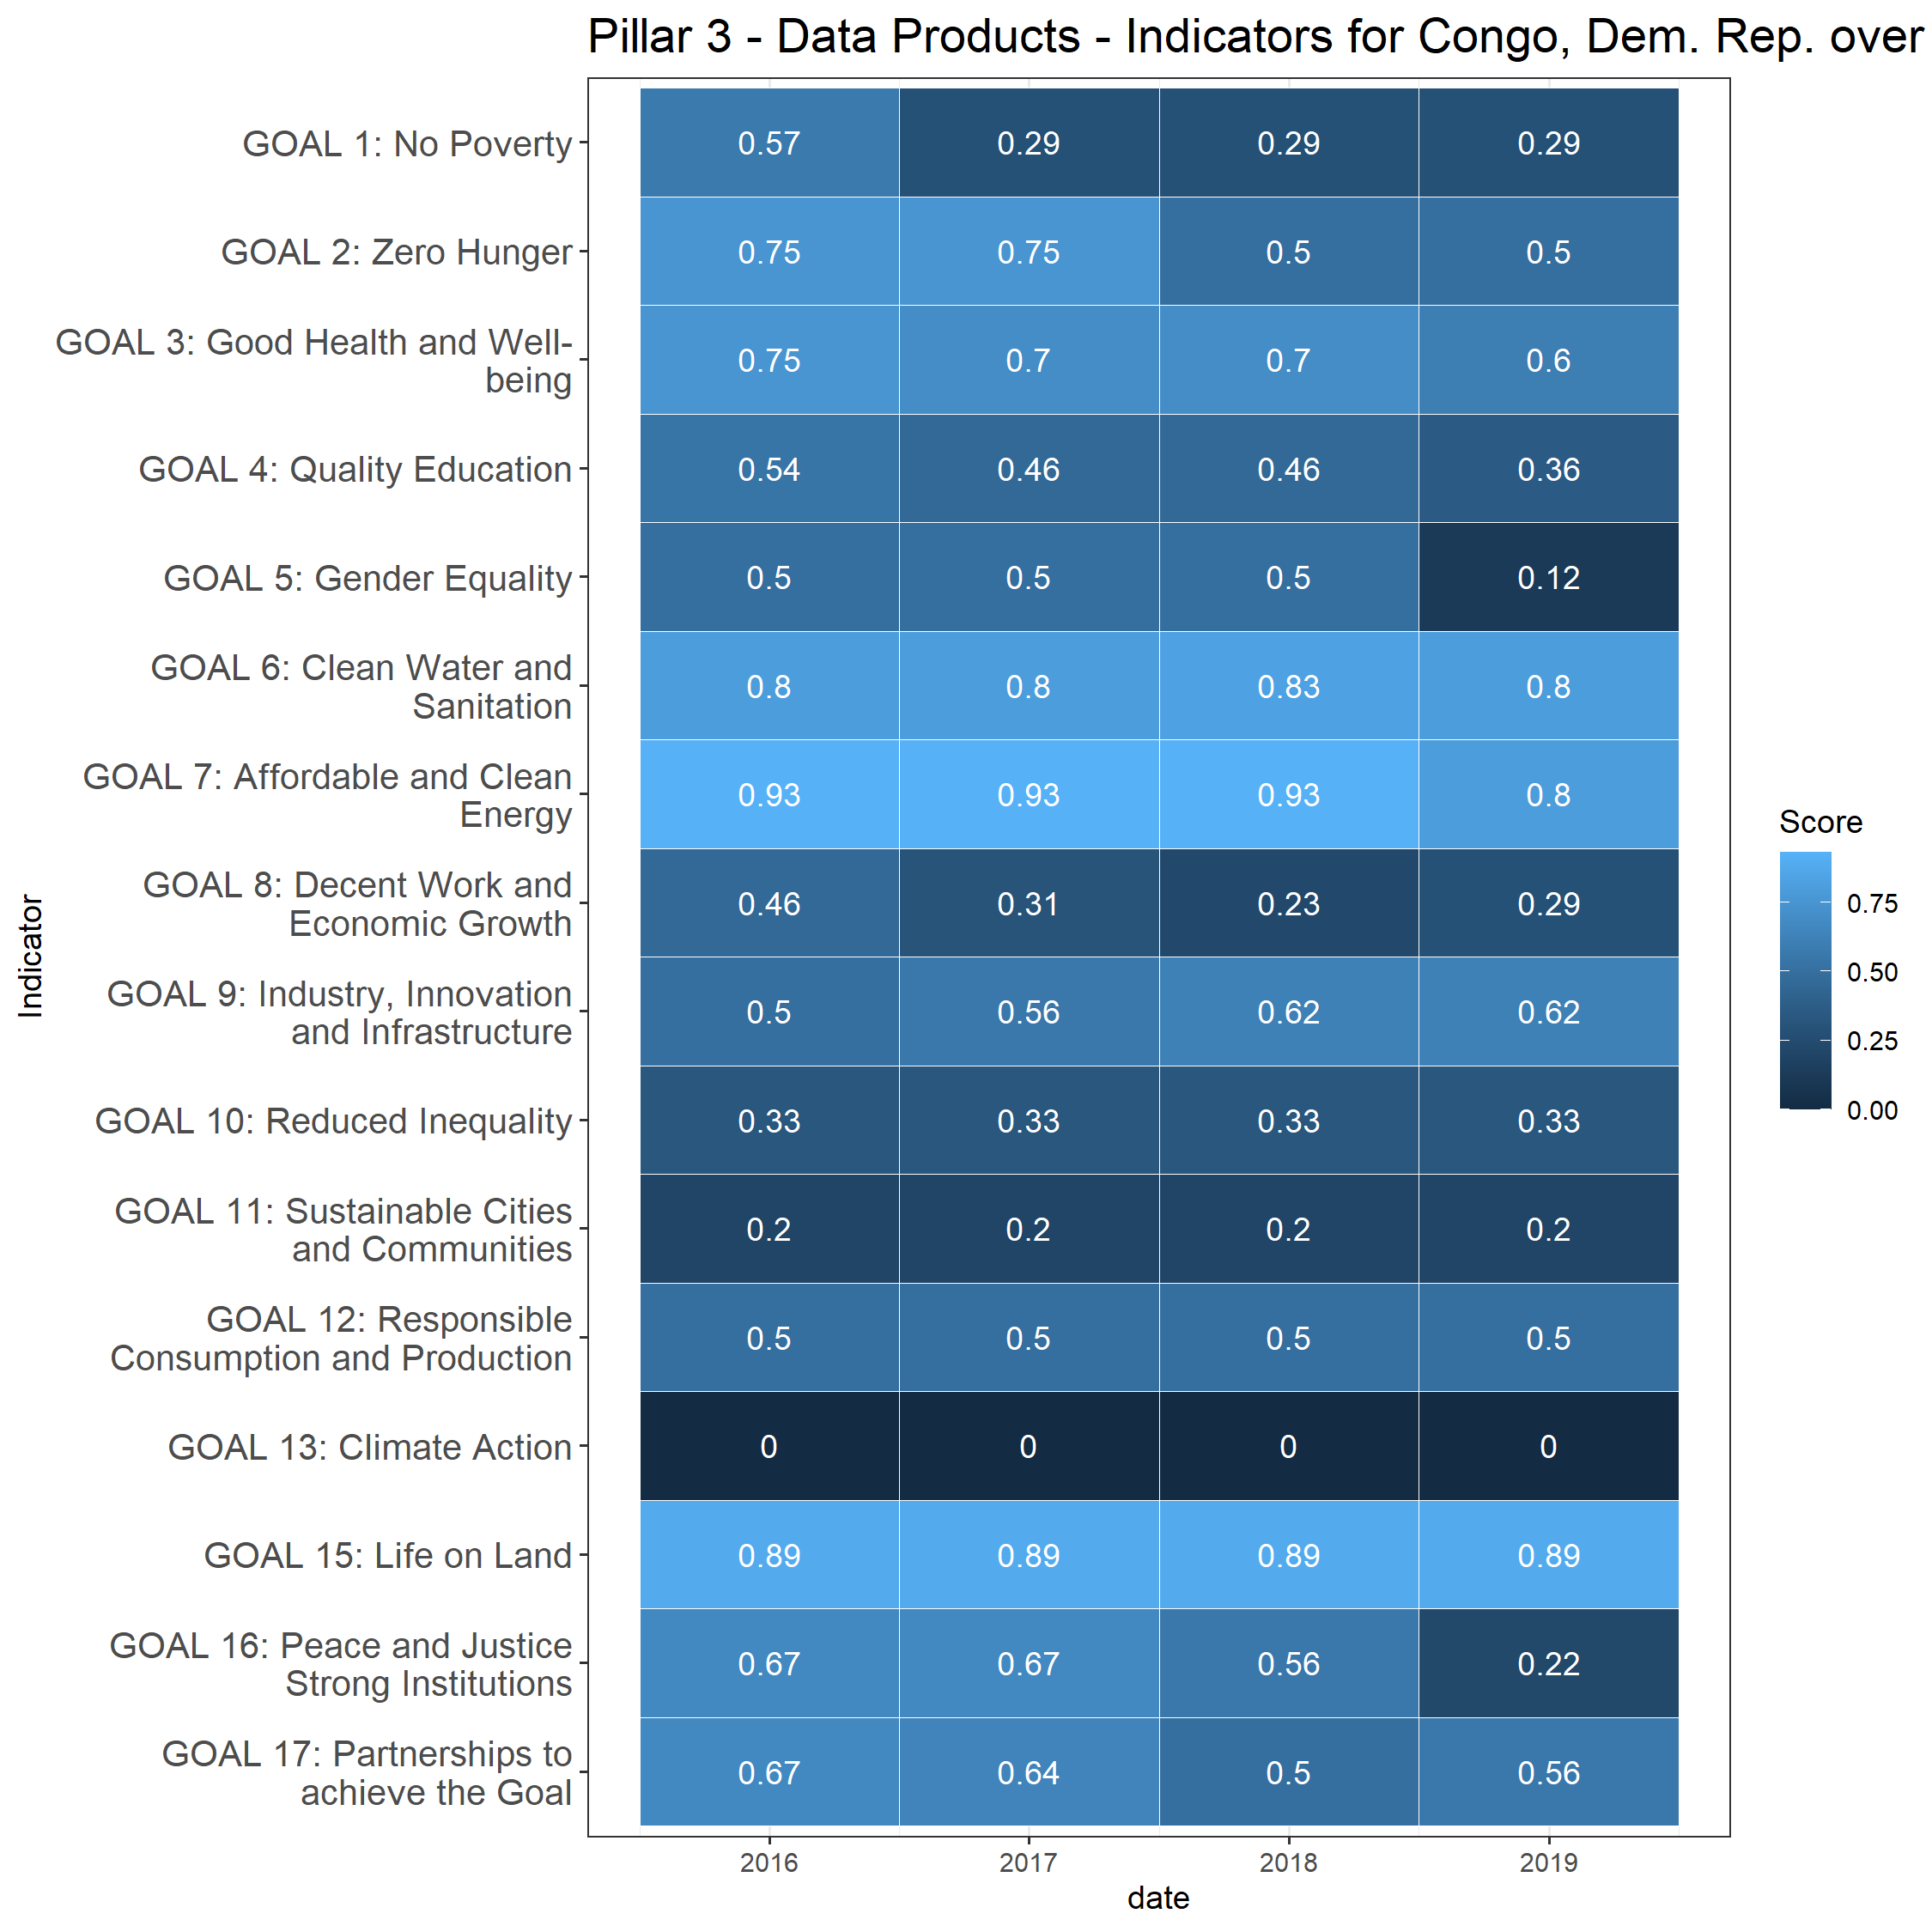 Pillar 3 - Data Products - Indicators for Congo, Dem. Rep. over
GOAL 1: No Poverty
0.57 0.29 0.29 0.29
GOAL 2: Zero Hunger
0.75 0.75 0.5 0.5
GOAL 3: Good Health and Well-
being
0.75 0.7 0.7 0.6
GOAL 4: Quality Education
0.54 0.46 0.46 0.36
GOAL 5: Gender Equality
0.5 0.5 0.5 0.12
GOAL 6: Clean Water and
Sanitation
0.8 0.8 0.83 0.8
GOAL 7: Affordable and Clean
Energy
0.93 0.93 0.93 0.8
GOAL 8: Decent Work and
Economic Growth
0.46 0.31 0.23 0.29
GOAL 9: Industry, Innovation
and Infrastructure
0.5 0.56 0.62 0.62
GOAL 10: Reduced Inequality
0.33 0.33 0.33 0.33
GOAL 11: Sustainable Cities
and Communities
0.2 0.2 0.2 0.2
GOAL 12: Responsible
Consumption and Production
0.5 0.5 0.5 0.5
GOAL 13: Climate Action
0 0 0 0
GOAL 15: Life on Land
0.89 0.89 0.89 0.89
GOAL 16: Peace and Justice
Strong Institutions
0.67 0.67 0.56 0.22
GOAL 17: Partnerships to
achieve the Goal
0.67 0.64 0.5 0.56
2016 2017 2018 2019
date
Indicator
Score
0.75
0.50
0.25
0.00